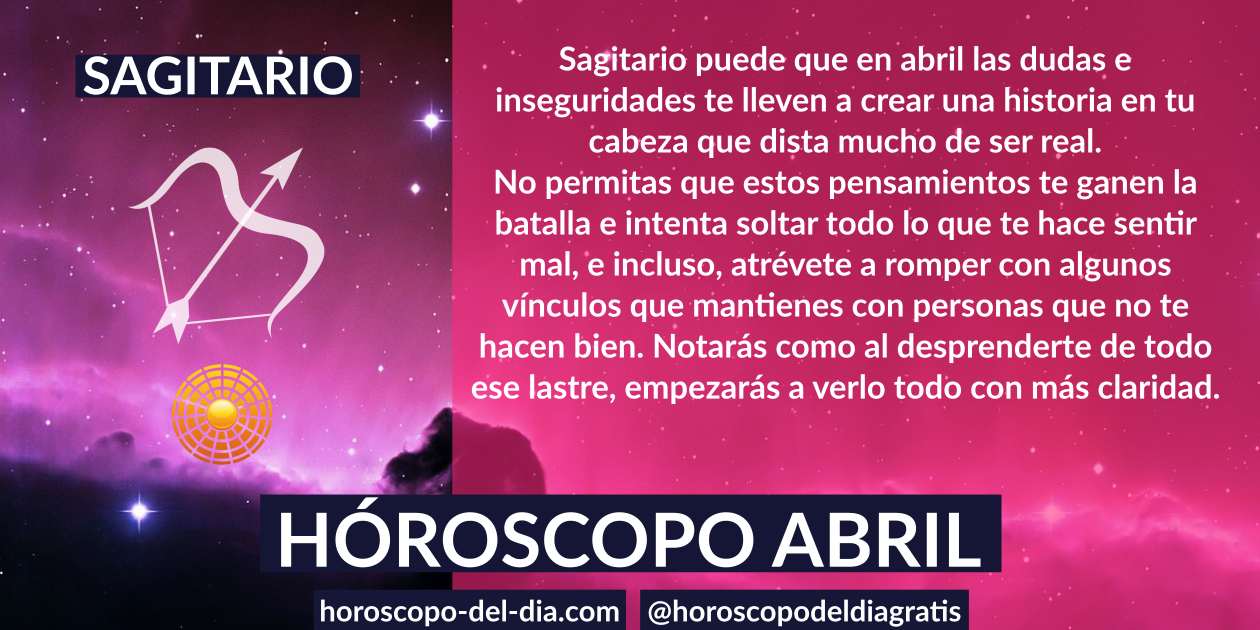 SAGITARIO
Sagitario puede que en abril las dudas e
inseguridades te lleven a crear una historia en tu
cabeza que dista mucho de ser real.
No permitas que estos pensamientos te ganen la
batalla e intenta soltar todo lo que te hace sentir
mal, e incluso, atrévete a romper con algunos
vínculos que mantienes con personas que no te
hacen bien. Notarás como al desprenderte de todo
ese lastre, empezarás a verlo todo con más claridad.
HÓROSCOPO ABRIL
horoscopo-del-dia.com
@horoscopodeldiagratis